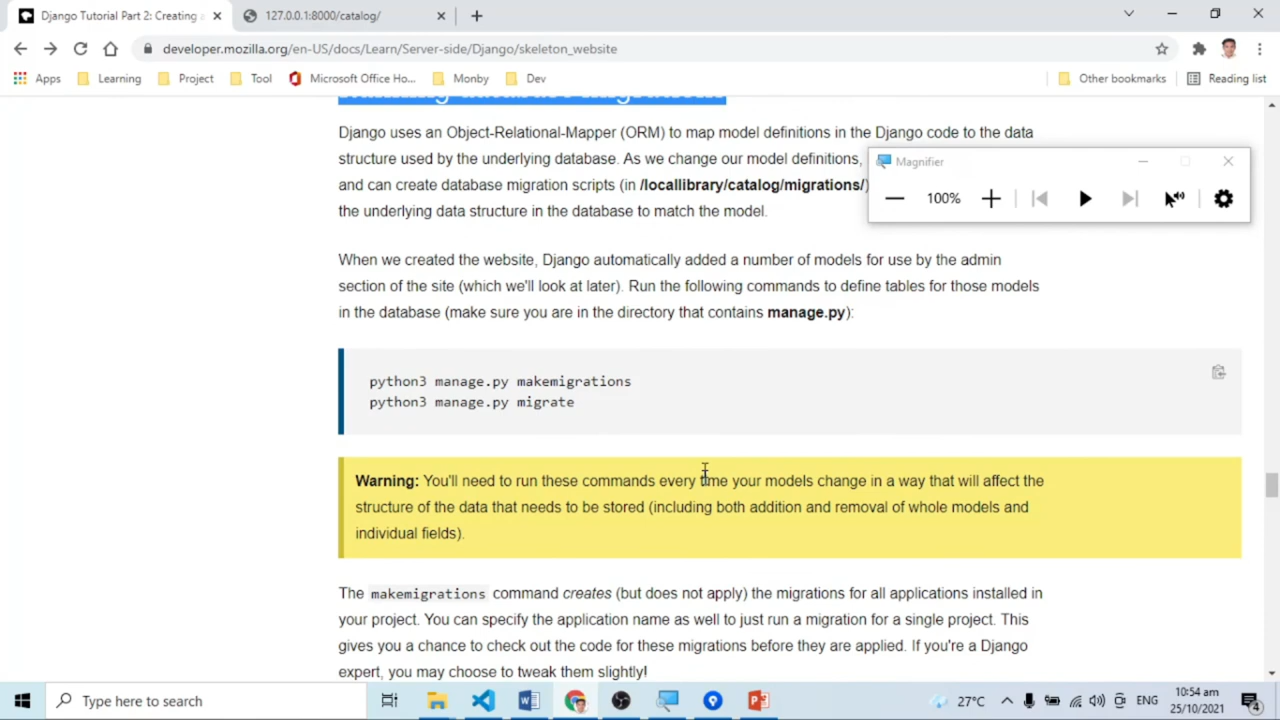 Django Tutorial Part 2: Creating a
127.0.0.1:8000/catalog/
developer.mozilla.org/en-US/docs/Learn/Server-side/Django/skeleton_website
Apps Learning Project Tool Microsoft Office Ho... Monby Dev Other bookmarks Reading list
Django uses an Object-Relational-Mapper (ORM) to map model definitions in the Django code to the data
structure used by the underlying database. As we change our model definitions,
and can create database migration scripts (in /locallibrary/catalog/migrations/)
the underlying data structure in the database to match the model.
Magnifier
100%
When we created the website, Django automatically added a number of models for use by the admin
section of the site (which we'll look at later). Run the following commands to define tables for those models
in the database (make sure you are in the directory that contains manage.py):
python3 manage.py makemigrations
python3 manage.py migrate
Warning: You'll need to run these commands every time your models change in a way that will affect the
structure of the data that needs to be stored (including both addition and removal of whole models and
individual fields).
The makemigrations command creates (but does not apply) the migrations for all applications installed in
your project. You can specify the application name as well to just run a migration for a single project. This
gives you a chance to check out the code for these migrations before they are applied. If you're a Django
expert, you may choose to tweak them slightly!
Type here to search
27°C
ENG
10:54 am
25/10/2021
4